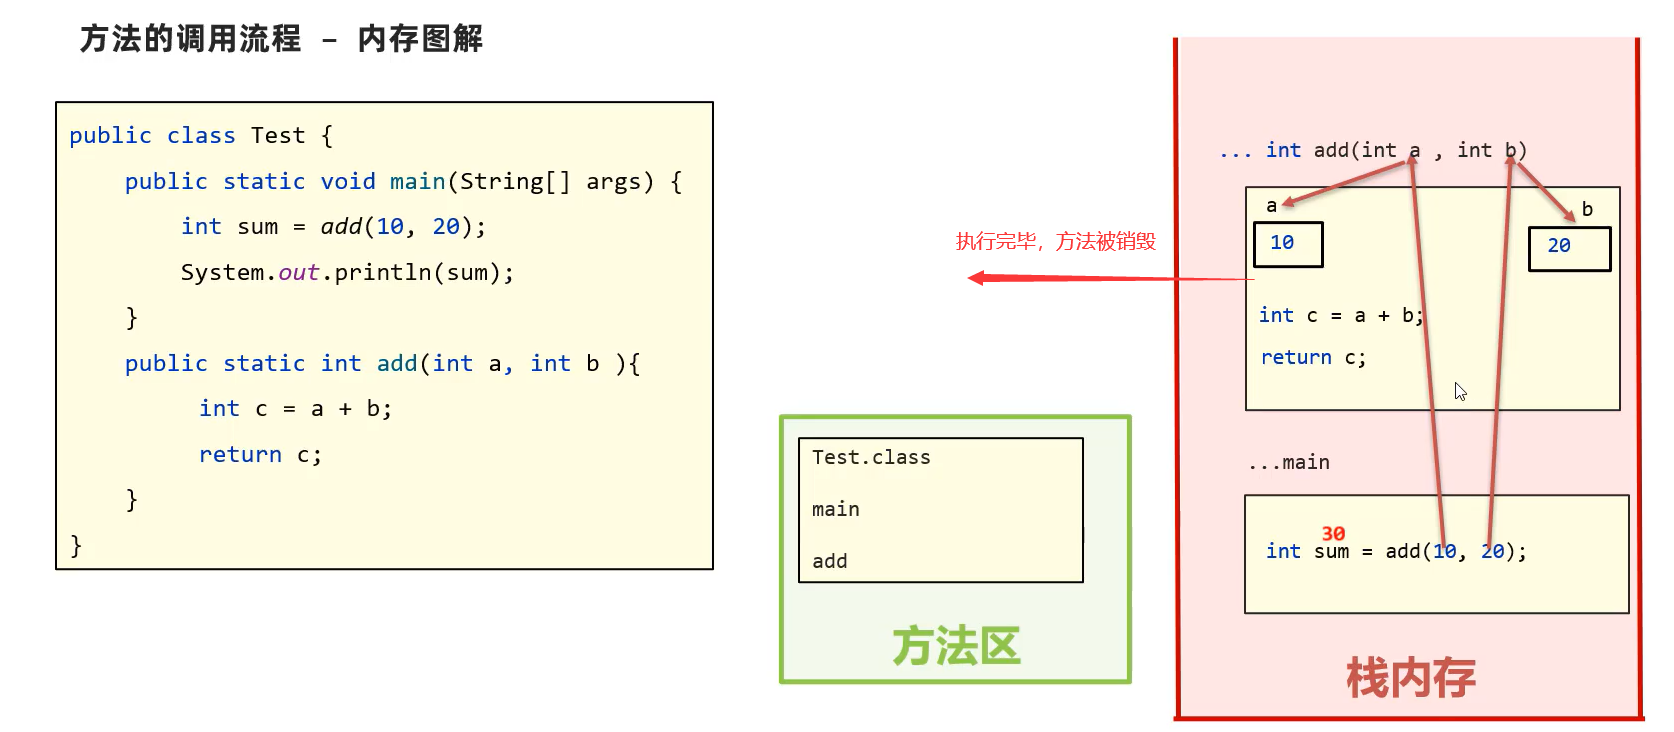 方法的调用流程 – 内存图解
public class Test {
public static void main(String[] args) {
int sum = add(10, 20);
System.out.println(sum);
}
public static int add(int a, int b ){
int c = a + b;
return c;
}
}
Test.class
main
add
方法区
执行完毕，方法被销毁
... int add(int a , int b)
a
b
10
20
int c = a + b;
return c;
...main
30
int sum = add(10, 20);
栈内存